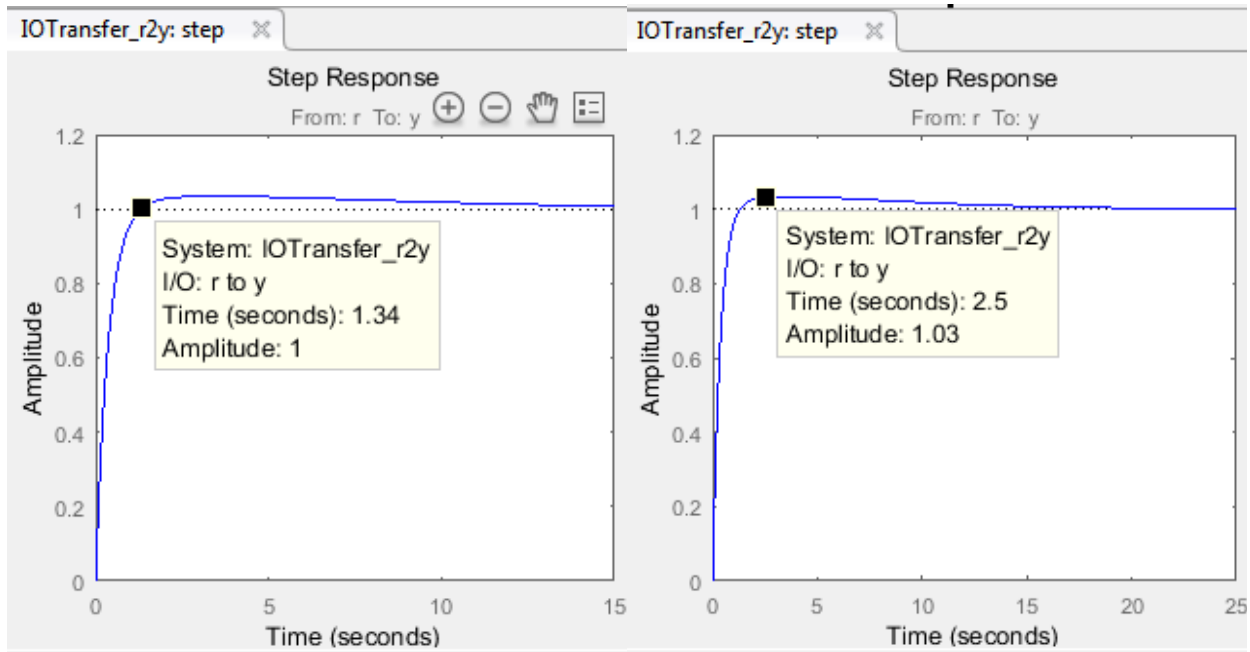 IOTransfer_r2y: step
Step Response
From: r To: y
1.2
1
0.8
0.6
0.4
0.2
0
Amplitude
System: IOTransfer_r2y
I/O: r to y
Time (seconds): 1.34
Amplitude: 1
0 5 10 15
Time (seconds)
IOTransfer_r2y: step
Step Response
From: r To: y
1.2
1
0.8
0.6
0.4
0.2
0
Amplitude
System: IOTransfer_r2y
I/O: r to y
Time (seconds): 2.5
Amplitude: 1.03
0 5 10 15 20 25
Time (seconds)